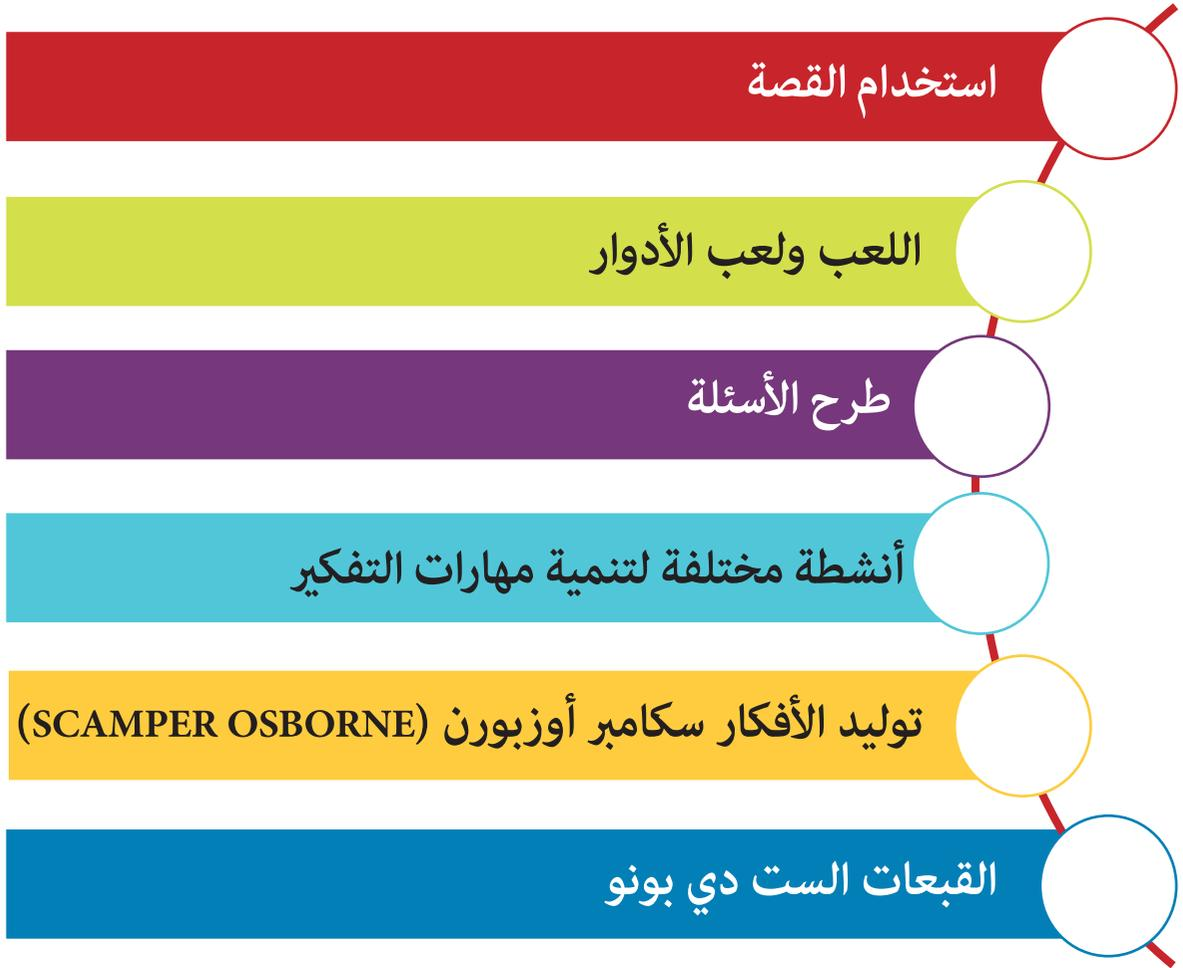 استخدام القصة
اللعب ولعب الأدوار
طرح الأسئلة
أنشطة مختلفة لتنمية مهارات التفكير
توليد الأفكار سكامبر أوزبورن (SCAMPER OSBORNE)
القبعات الست دي بونو